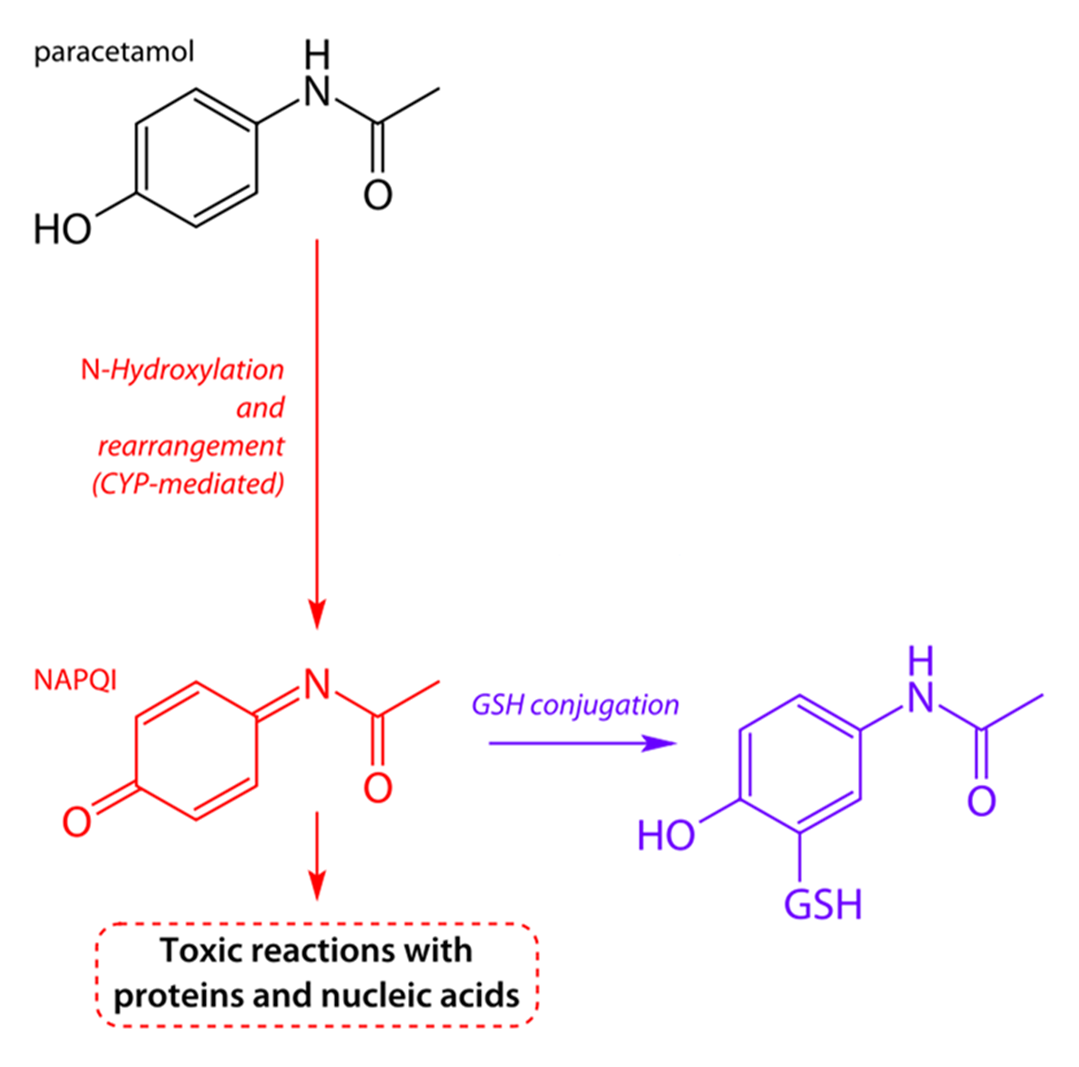 paracetamol
H
N
O
HO
N-Hydroxylation
and
rearrangement
(CYP-mediated)
NAPQI
N
O
O
GSH conjugation
H
N
O
HO
GSH
Toxic reactions with
proteins and nucleic acids